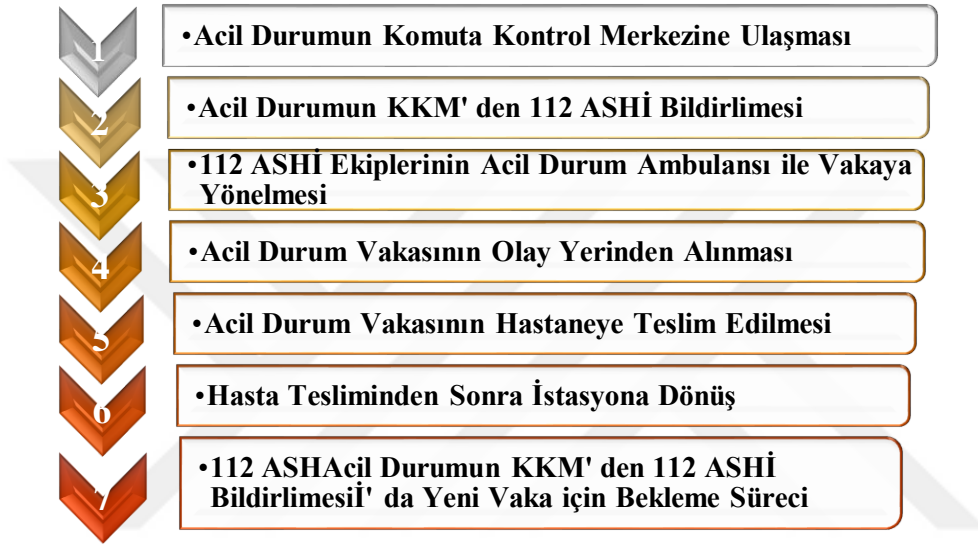 1
•Acil Durumun Komuta Kontrol Merkezine Ulaşması
2
•Acil Durumun KKM' den 112 ASHİ Bildirlimesi
3
•112 ASHİ Ekiplerinin Acil Durum Ambulansı ile Vakaya
Yönelmesi
4
•Acil Durum Vakasının Olay Yerinden Alınması
5
•Acil Durum Vakasının Hastaneye Teslim Edilmesi
6
•Hasta Tesliminden Sonra İstasyona Dönüş
7
•112 ASHAcil Durumun KKM' den 112 ASHİ
Bildirlimesiİ' da Yeni Vaka için Bekleme Süreci